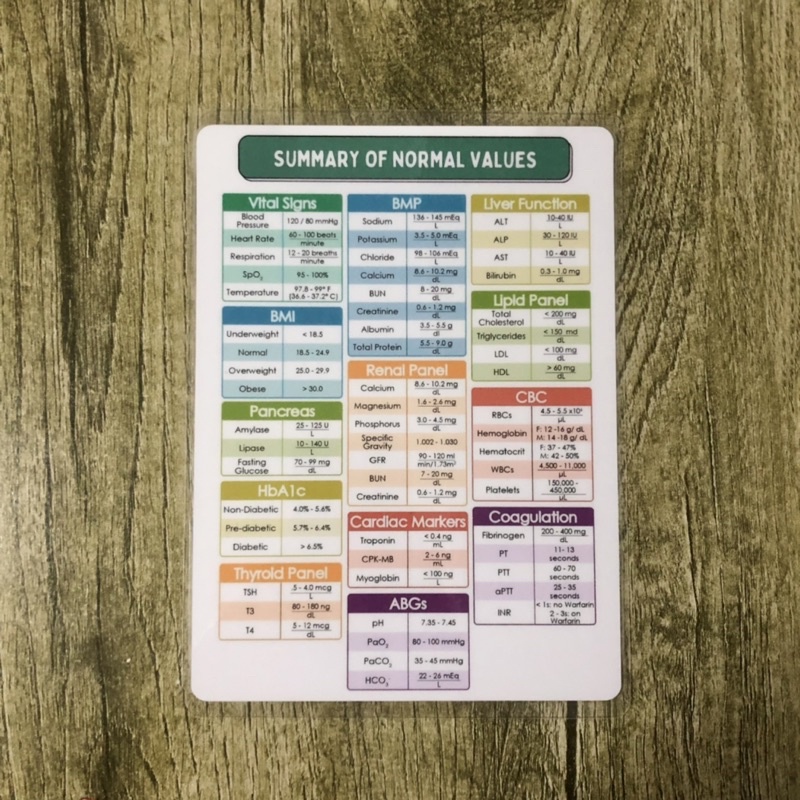 SUMMARY OF NORMAL VALUES
Vital Signs
Blood Pressure 120 / 80 mmHg
Heart Rate 60 - 100 beats minute
Respiration 12 - 20 breaths minute
SpO₂ 95 - 100%
Temperature 97.8 - 99° F (36.6 - 37.2° C)
BMI
Underweight < 18.5
Normal 18.5 - 24.9
Overweight 25.0 - 29.9
Obese > 30.0
Pancreas
Amylase 25 - 125 U L
Lipase 10 - 140 U L
Fasting Glucose 70 - 99 mg dL
HbA1c
Non-Diabetic 4.0% - 5.6%
Pre-diabetic 5.7% - 6.4%
Diabetic > 6.5%
Thyroid Panel
TSH .5 - 4.0 mcg L
T3 80 - 180 ng dL
T4 5 - 12 mcg dL
BMP
Sodium 136 - 145 mEq L
Potassium 3.5 - 5.0 mEq L
Chloride 98 - 106 mEq L
Calcium 8.6 - 10.2 mg dL
BUN 8 - 20 mg dL
Creatinine 0.6 - 1.2 mg dL
Albumin 3.5 - 5.5 g dL
Total Protein 5.5 - 9.0 g dL
Renal Panel
Calcium 8.6 - 10.2 mg dL
Magnesium 1.6 - 2.6 mg dL
Phosphorus 3.0 - 4.5 mg dL
Specific Gravity 1.002 - 1.030
GFR 90 - 120 ml min/1.73m²
BUN 7 - 20 mg dL
Creatinine 0.6 - 1.2 mg dL
Cardiac Markers
Troponin < 0.4 ng mL
CPK-MB 2 - 6 ng mL
Myoglobin < 100 ng L
ABGs
pH 7.35 - 7.45
PaO₂ 80 - 100 mmHg
PaCO₂ 35 - 45 mmHg
HCO₃ 22 - 26 mEq L
Liver Function
ALT 10-40 IU L
ALP 30 - 120 IU L
AST 10 - 40 IU L
Bilirubin 0.3 - 1.0 mg dL
Lipid Panel
Total Cholesterol < 200 mg dL
Triglycerides < 150 md dL
LDL < 100 mg dL
HDL > 60 mg dL
CBC
RBCs 4.5 - 5.5 x10⁶ µL
Hemoglobin F: 12 -16 g/ dL M: 14 -18 g/ dL
Hematocrit F: 37 - 47% M: 42 - 50%
WBCs 4,500 - 11,000 µL
Platelets 150,000 - 450,000 µL
Coagulation
Fibrinogen 200 - 400 mg dL
PT 11- 13 seconds
PTT 60 - 70 seconds
aPTT 25 - 35 seconds
INR < 1s: no Warfarin 2 - 3s: on Warfarin